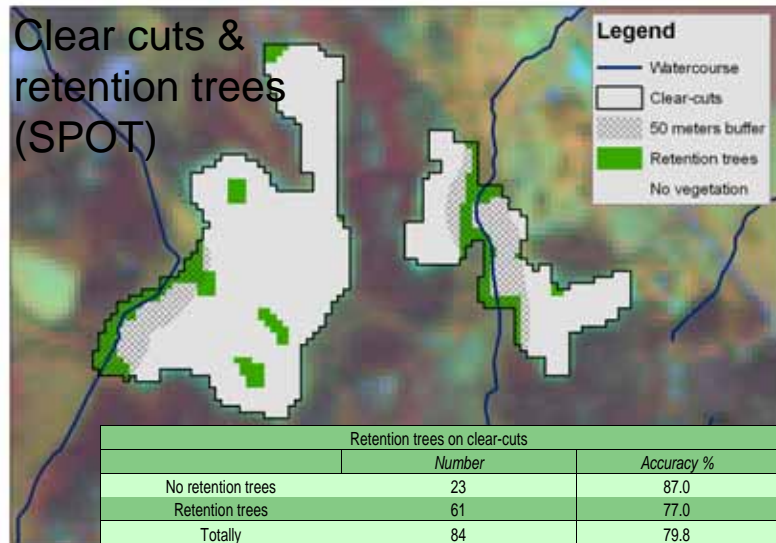 Clear cuts &
retention trees
(SPOT)
Legend
Watercourse
Clear-cuts
50 meters buffer
Retention trees
No vegetation
Retention trees on clear-cuts
Number Accuracy %
No retention trees 23 87.0
Retention trees 61 77.0
Totally 84 79.8